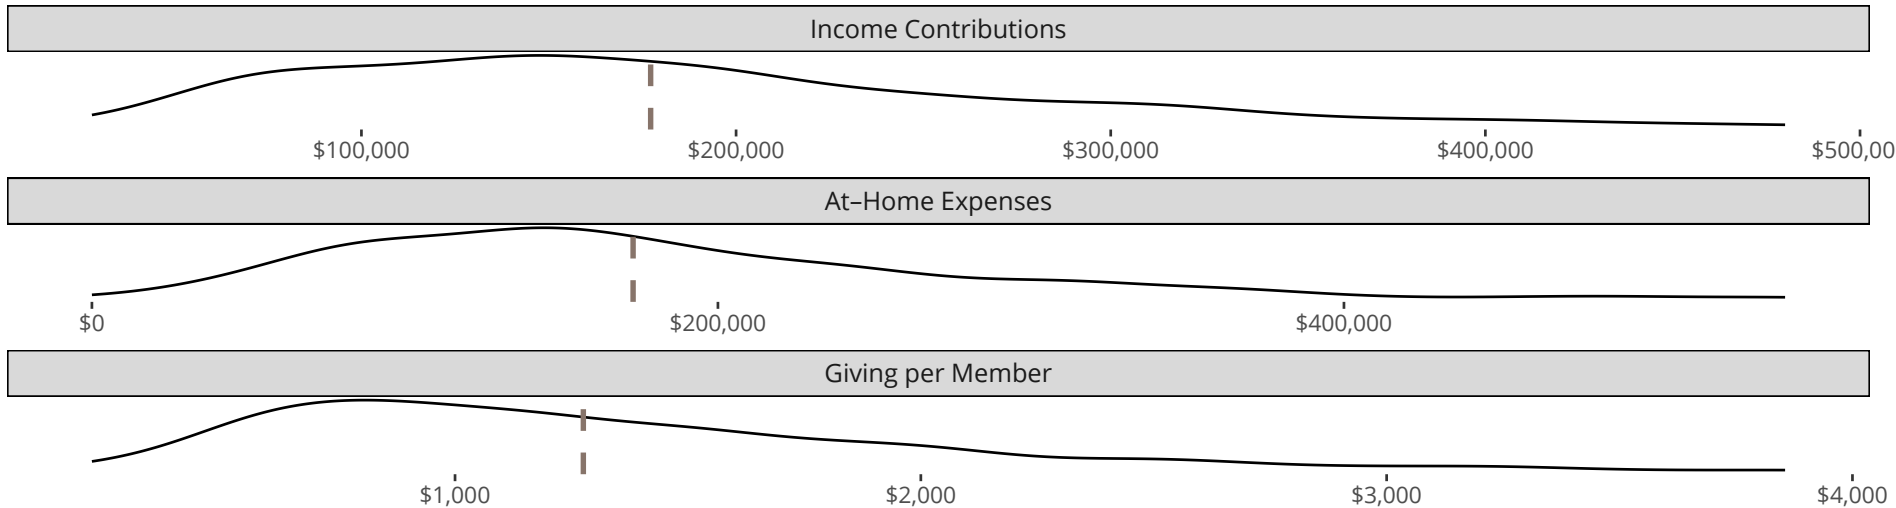 Income Contributions
$100,000 $200,000 $300,000 $400,000 $500,00
At–Home Expenses
$0 $200,000 $400,000
Giving per Member
$1,000 $2,000 $3,000 $4,000